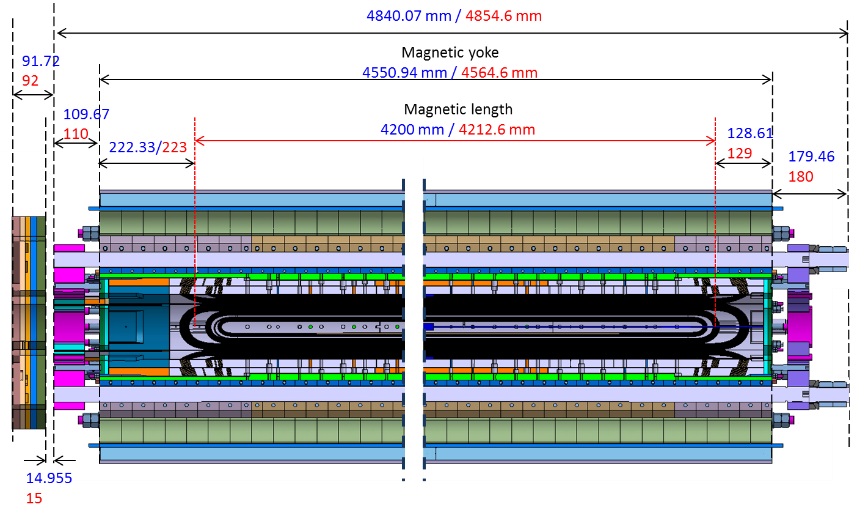 4840.07 mm / 4854.6 mm
Magnetic yoke
4550.94 mm / 4564.6 mm
91.72
92
Magnetic length
4200 mm / 4212.6 mm
109.67
110
222.33/223
128.61
129
179.46
180
14.955
15